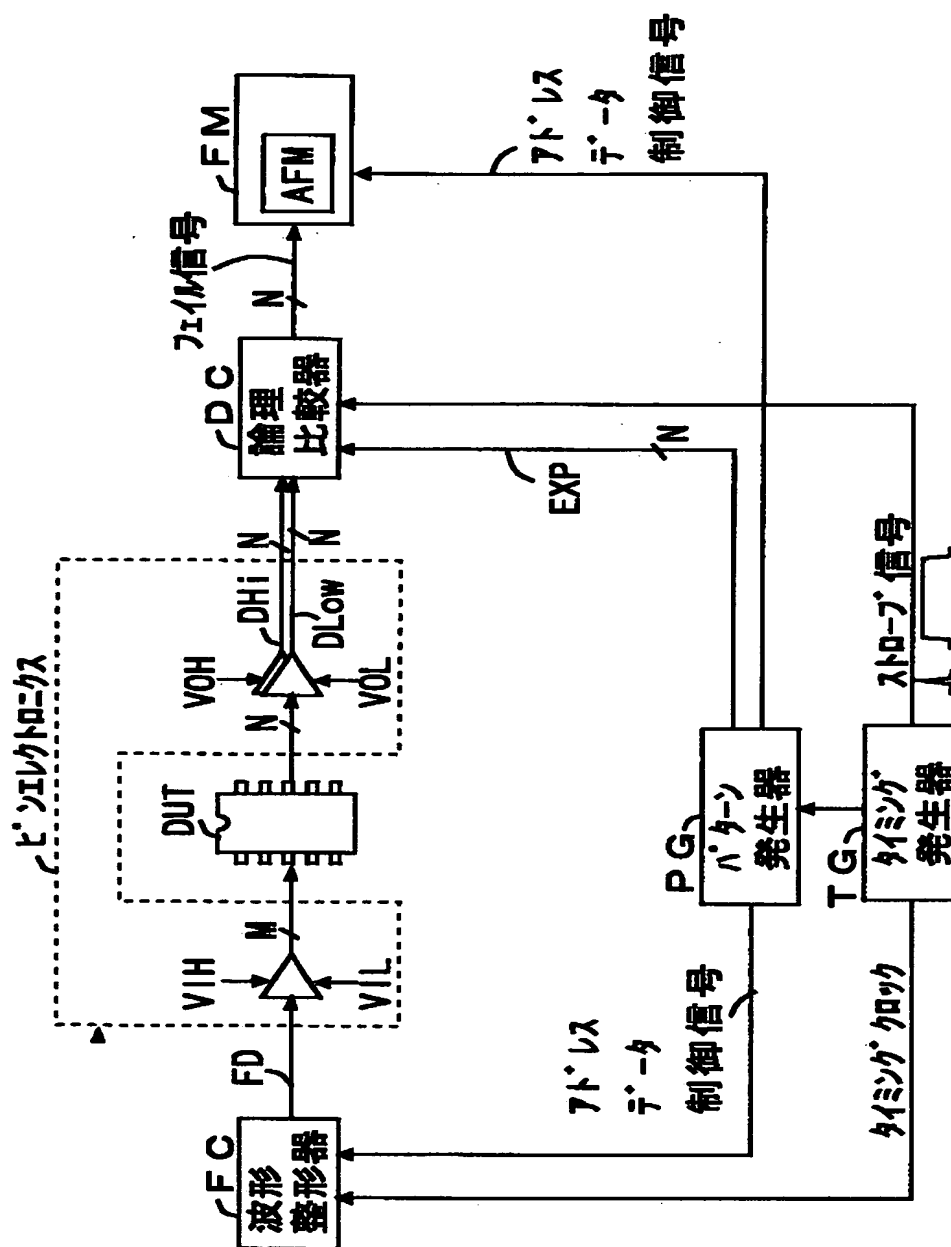 ピンエレクトロニクス
FC
波形
整形器
FD
VIH
VIL
M
DUT
N
VOH
VOL
DHi
DLow
N
N
DC
論理
比較器
N
フェイル信号
FM
AFM
アドレス
データ
制御信号
PG
パターン
発生器
EXP
N
アドレス
データ
制御信号
タイミングクロック
TG
タイミング
発生器
ストローブ信号